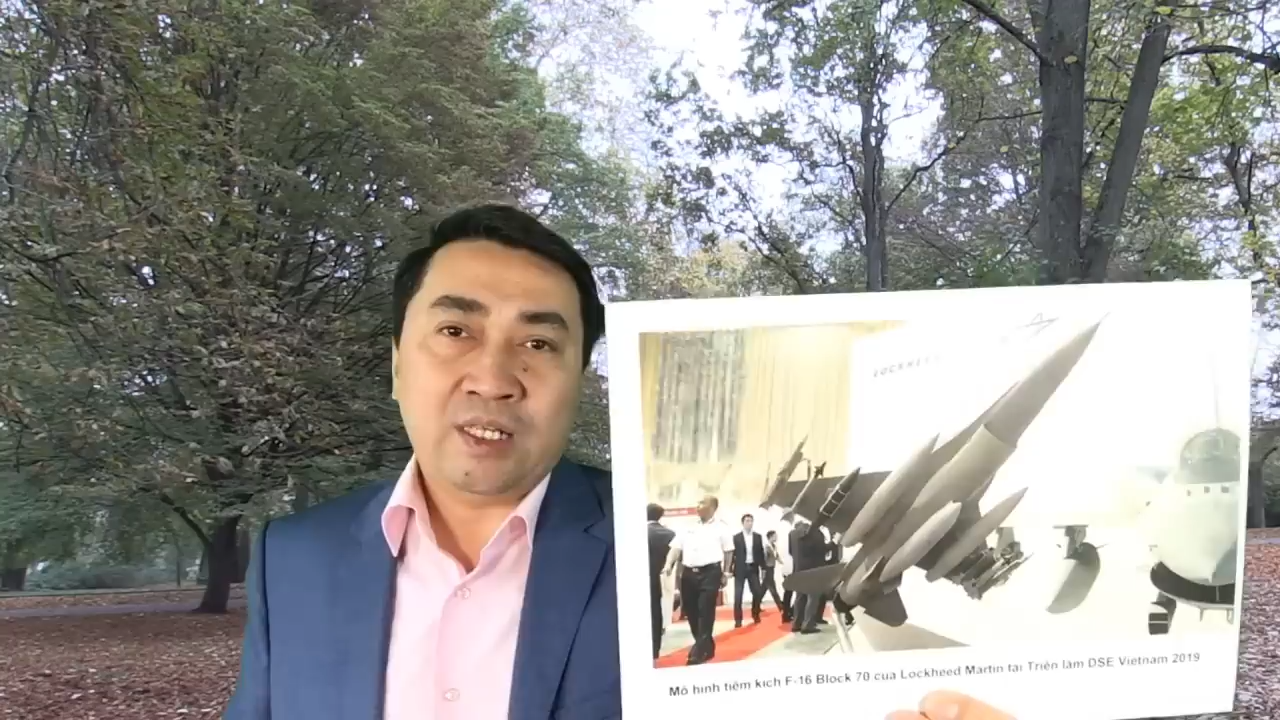 LOCKHEED
Mô hình tiêm kích F-16 Block 70 của Lockheed Martin tại Triển lãm DSE Vietnam 2019